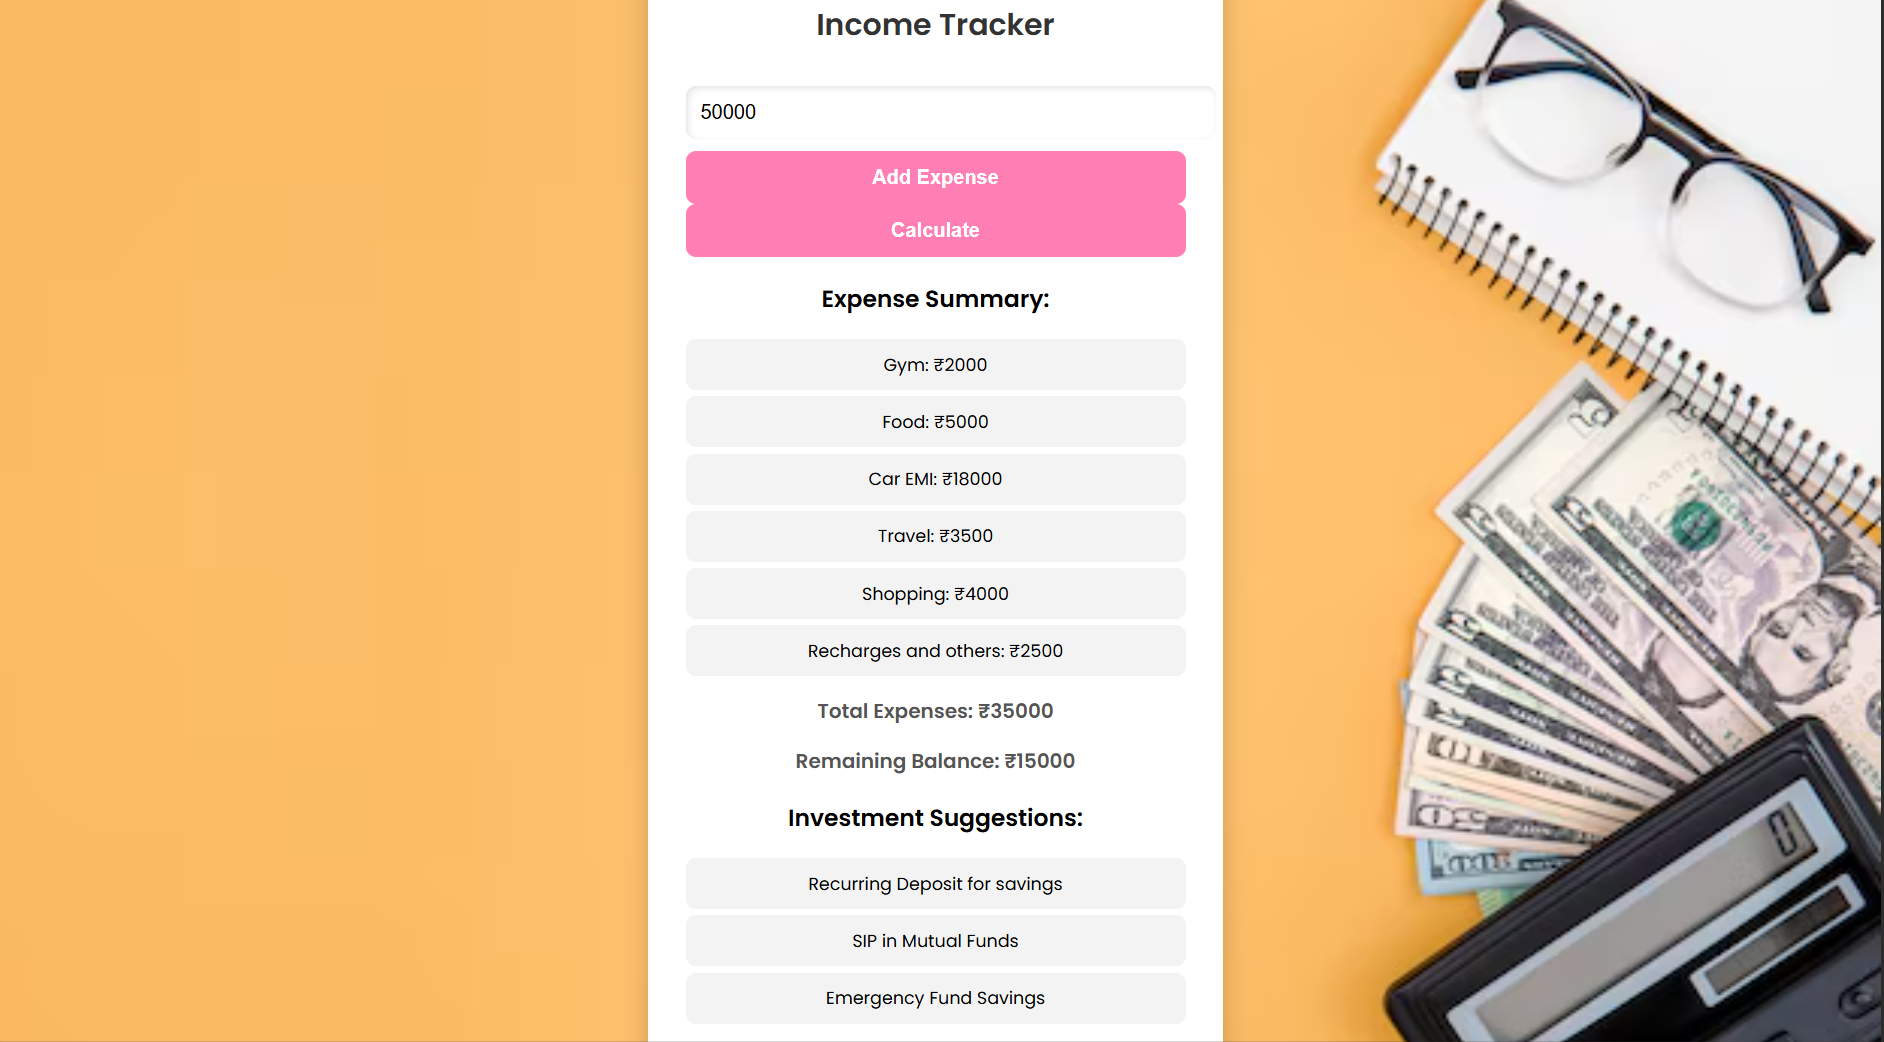 Income Tracker
50000
Add Expense
Calculate
Expense Summary:
Gym: ₹2000
Food: ₹5000
Car EMI: ₹18000
Travel: ₹3500
Shopping: ₹4000
Recharges and others: ₹2500
Total Expenses: ₹35000
Remaining Balance: ₹15000
Investment Suggestions:
Recurring Deposit for savings
SIP in Mutual Funds
Emergency Fund Savings